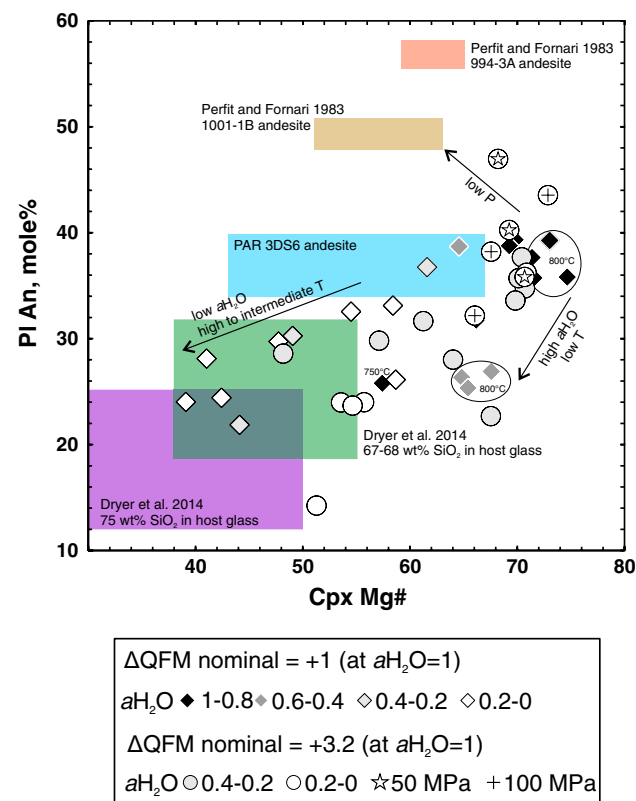 60
50
40
30
20
10
Pl An, mole%
Perfit and Fornari 1983
994-3A andesite
Perfit and Fornari 1983
1001-1B andesite
low P
PAR 3DS6 andesite
800°C
low aH₂O
high to intermediate T
high aH₂O
low T
750°C
800°C
Dryer et al. 2014
67-68 wt% SiO₂ in host glass
Dryer et al. 2014
75 wt% SiO₂ in host glass
40 50 60 70 80
Cpx Mg#
ΔQFM nominal = +1 (at aH₂O=1)
aH₂O 1-0.8 0.6-0.4 0.4-0.2 0.2-0
ΔQFM nominal = +3.2 (at aH₂O=1)
aH₂O 0.4-0.2 0.2-0 50 MPa 100 MPa